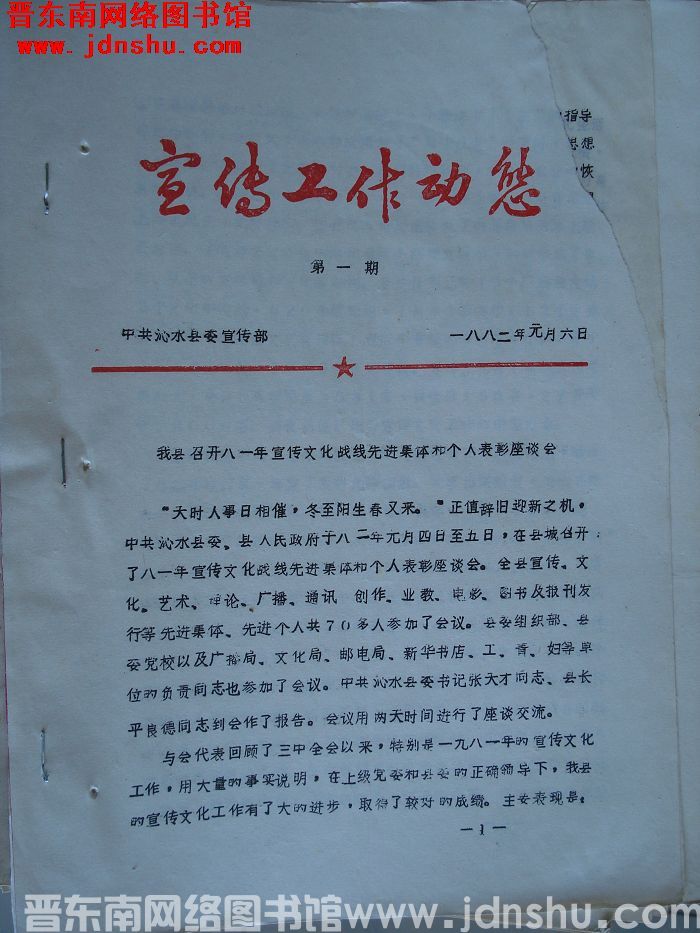 晋东南网络图书馆
www.jdnshu.com
指导
思想
恢
宣传工作动态
第一期
中共沁水县委宣传部 一八八二年元月六日
我县召开八一年宣传文化战线先进集体和个人表彰座谈会
“天时人事日相催，冬至阳生春又来。”正值辞旧迎新之机，
中共沁水县委、县人民政府于八二年元月四日至五日，在县城召开
了八一年宣传文化战线先进集体和个人表彰座谈会。全县宣传、文
化、艺术、理论、广播、通讯 创作、业教、电影、图书及报刊发
行等先进集体、先进个人共70多人参加了会议。县委组织部、县
委党校以及广播局、文化局、邮电局、新华书店、工、青、妇等单
位的负责同志也参加了会议。中共沁水县委书记张天才同志、县长
平良德同志到会作了报告。会议用两天时间进行了座谈交流。
与会代表回顾了三中全会以来，特别是一九八一年的宣传文化
工作，用大量的事实说明，在上级党委和县委的正确领导下，我县
的宣传文化工作有了大的进步，取得了较好的成绩。主要表现是：
—1—
晋东南网络图书馆www.jdnshu.com